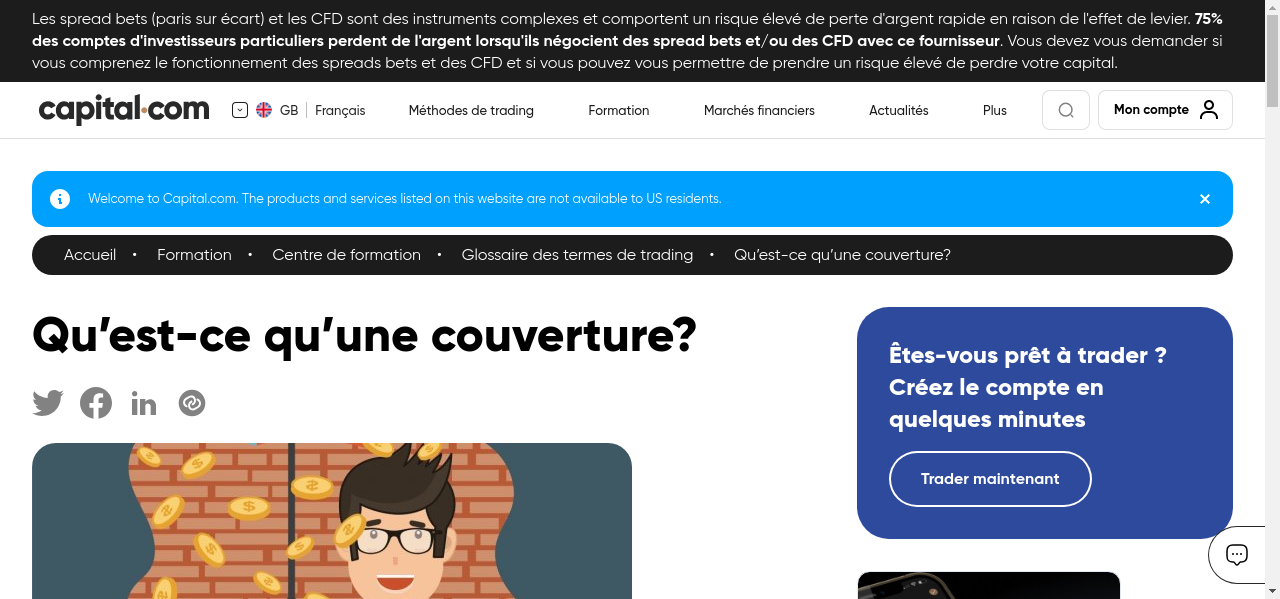 Les spread bets (paris sur écart) et les CFD sont des instruments complexes et comportent un risque élevé de perte d'argent rapide en raison de l'effet de levier. 75%
des comptes d'investisseurs particuliers perdent de l'argent lorsqu'ils négocient des spread bets et/ou des CFD avec ce fournisseur. Vous devez vous demander si
vous comprenez le fonctionnement des spreads bets et des CFD et si vous pouvez vous permettre de prendre un risque élevé de perdre votre capital.
capital.com GB Français Méthodes de trading Formation Marchés financiers Actualités Plus Mon compte
Welcome to Capital.com. The products and services listed on this website are not available to US residents.
Accueil • Formation • Centre de formation • Glossaire des termes de trading • Qu’est-ce qu’une couverture?
Qu’est-ce qu’une couverture?
Êtes-vous prêt à trader ?
Créez le compte en
quelques minutes
Trader maintenant